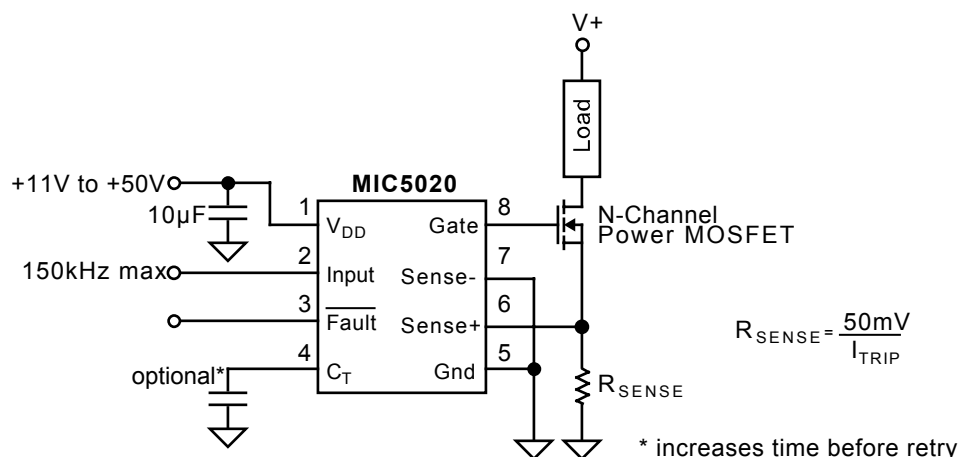 V+
Load
+11V to +50V
10µF
MIC5020
1
VDD
Gate
8
N-Channel
Power MOSFET
150kHz max
2
Input
Sense-
7
3
Fault
Sense+
6
optional*
4
CT
Gnd
5
RSENSE
RSENSE = 50mV
ITRIP
* increases time before retry